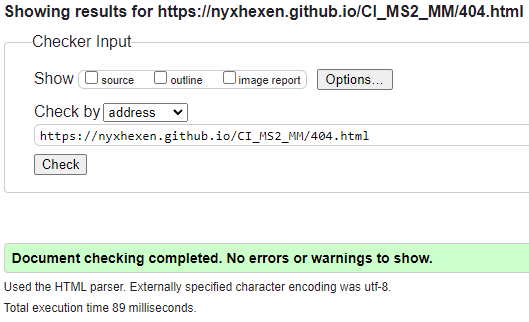 Showing results for https://nyxhexen.github.io/CI_MS2_MM/404.html
Checker Input
Show source outline image report Options...
Check by address
https://nyxhexen.github.io/CI_MS2_MM/404.html
Check
Document checking completed. No errors or warnings to show.
Used the HTML parser. Externally specified character encoding was utf-8.
Total execution time 89 milliseconds.